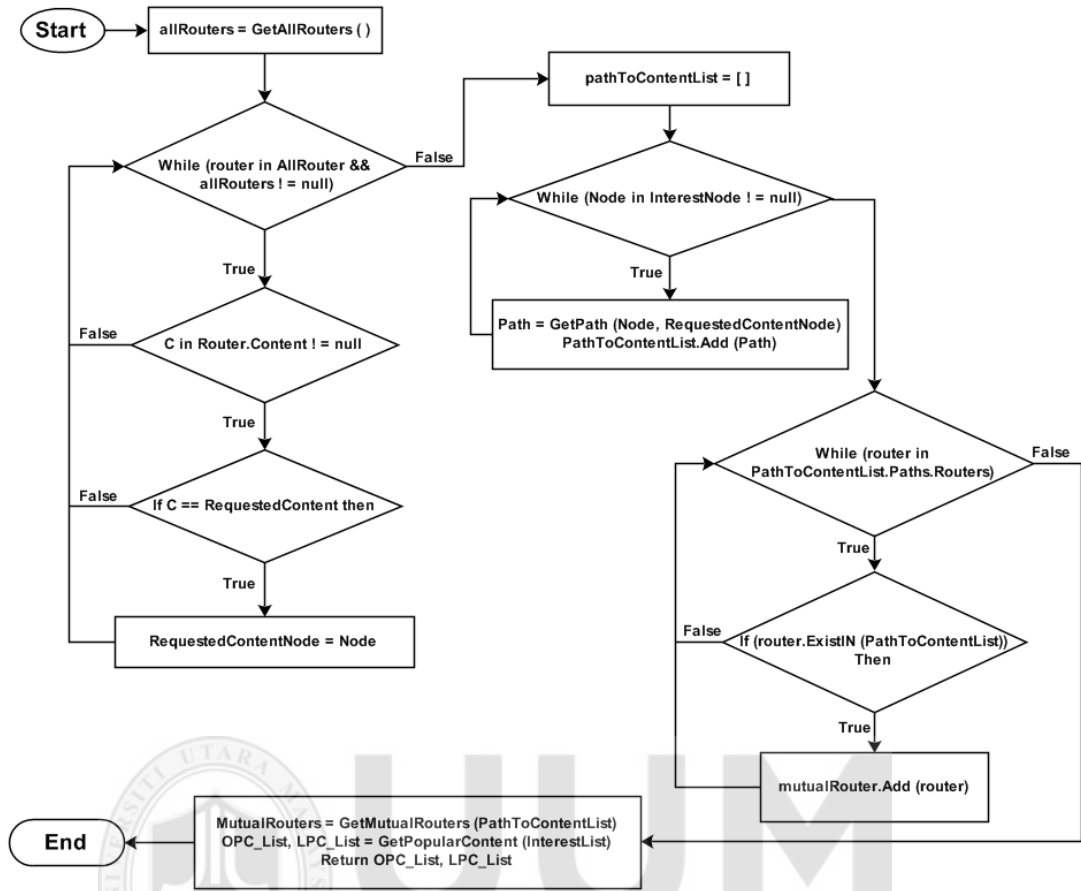 Start
allRouters = GetAllRouters ( )
While (router in AllRouter &&
allRouters ! = null)
False
True
C in Router.Content ! = null
False
True
If C == RequestedContent then
False
True
RequestedContentNode = Node
pathToContentList = [ ]
While (Node in InterestNode ! = null)
True
Path = GetPath (Node, RequestedContentNode)
PathToContentList.Add (Path)
While (router in
PathToContentList.Paths.Routers)
False
True
If (router.ExistIN (PathToContentList))
Then
False
True
mutualRouter.Add (router)
MutualRouters = GetMutualRouters (PathToContentList)
OPC_List, LPC_List = GetPopularContent (InterestList)
Return OPC_List, LPC_List
End
UUM
UTARA